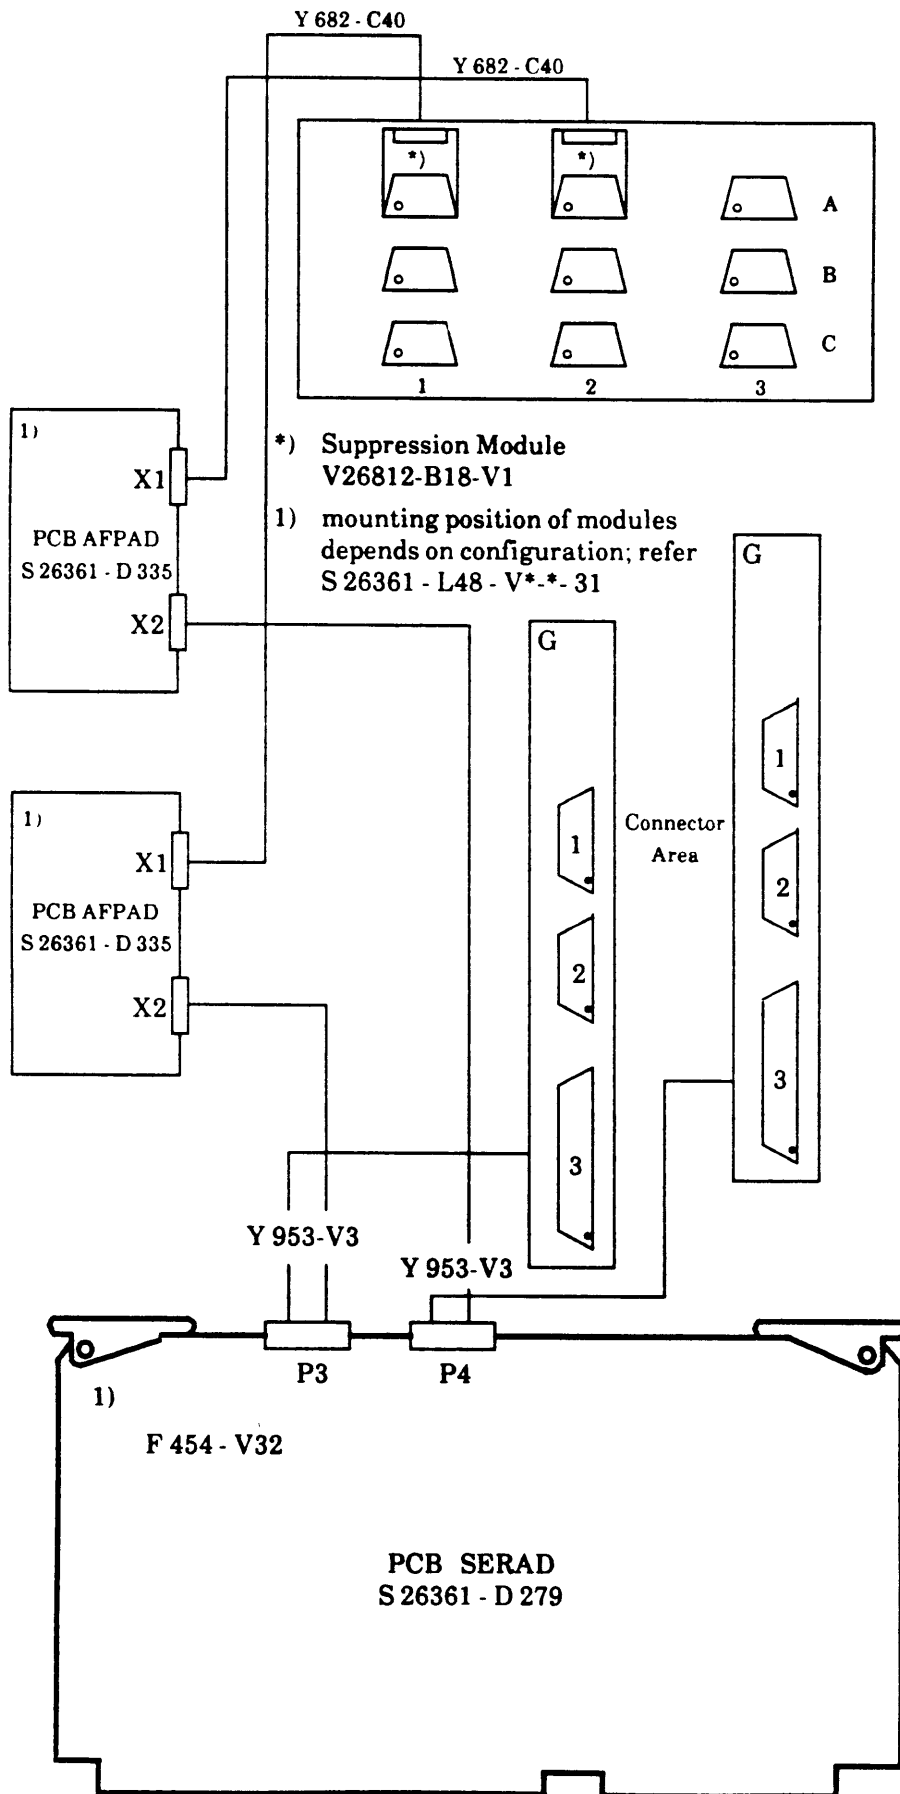 Y 682 - C40
Y 682 - C40
*)
*)
A
B
C
1
2
3
*) Suppression Module
V26812-B18-V1
1) mounting position of modules
depends on configuration; refer
S 26361 - L48 - V*-*- 31
1)
X1
PCB AFPAD
S 26361 - D 335
X2
1)
X1
PCB AFPAD
S 26361 - D 335
X2
G
1
2
3
Connector
Area
G
1
2
3
Y 953-V3
Y 953-V3
P3
P4
1)
F 454 - V32
PCB SERAD
S 26361 - D 279